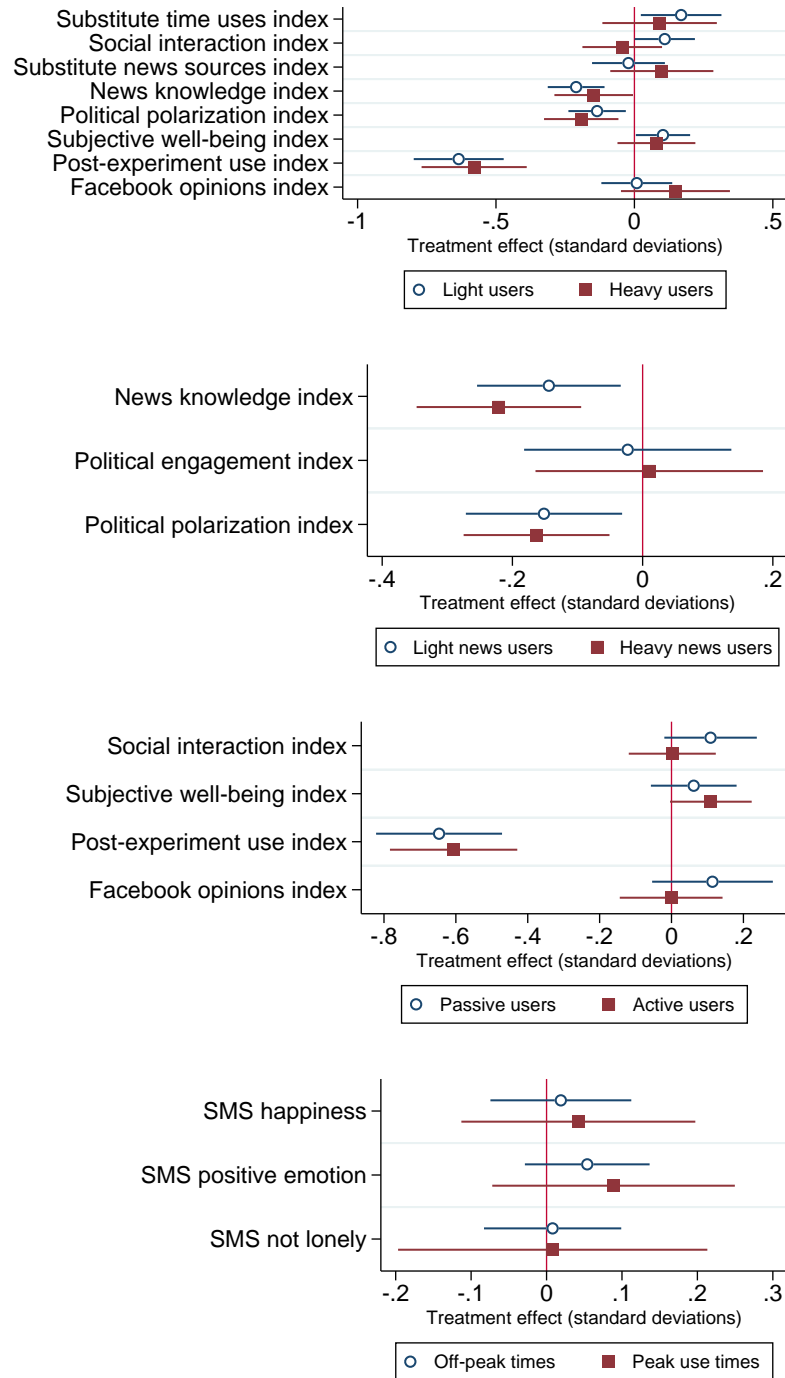 Substitute time uses index
Social interaction index
Substitute news sources index
News knowledge index
Political polarization index
Subjective well-being index
Post-experiment use index
Facebook opinions index
-1 -.5 0 .5
Treatment effect (standard deviations)
Light users Heavy users
News knowledge index
Political engagement index
Political polarization index
-.4 -.2 0 .2
Treatment effect (standard deviations)
Light news users Heavy news users
Social interaction index
Subjective well-being index
Post-experiment use index
Facebook opinions index
-.8 -.6 -.4 -.2 0 .2
Treatment effect (standard deviations)
Passive users Active users
SMS happiness
SMS positive emotion
SMS not lonely
-.2 -.1 0 .1 .2 .3
Treatment effect (standard deviations)
Off-peak times Peak use times